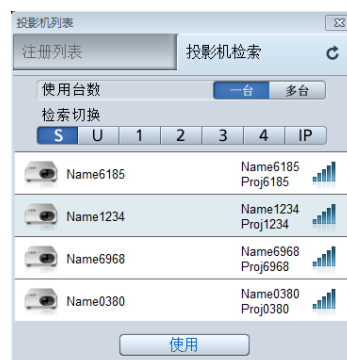 投影机列表
注册列表 投影机检索
使用台数 一台 多台
检索切换
S U 1 2 3 4 IP
Name6185 Name6185
Proj6185
Name1234 Name1234
Proj1234
Name6968 Name6968
Proj6968
Name0380 Name0380
Proj0380
使用